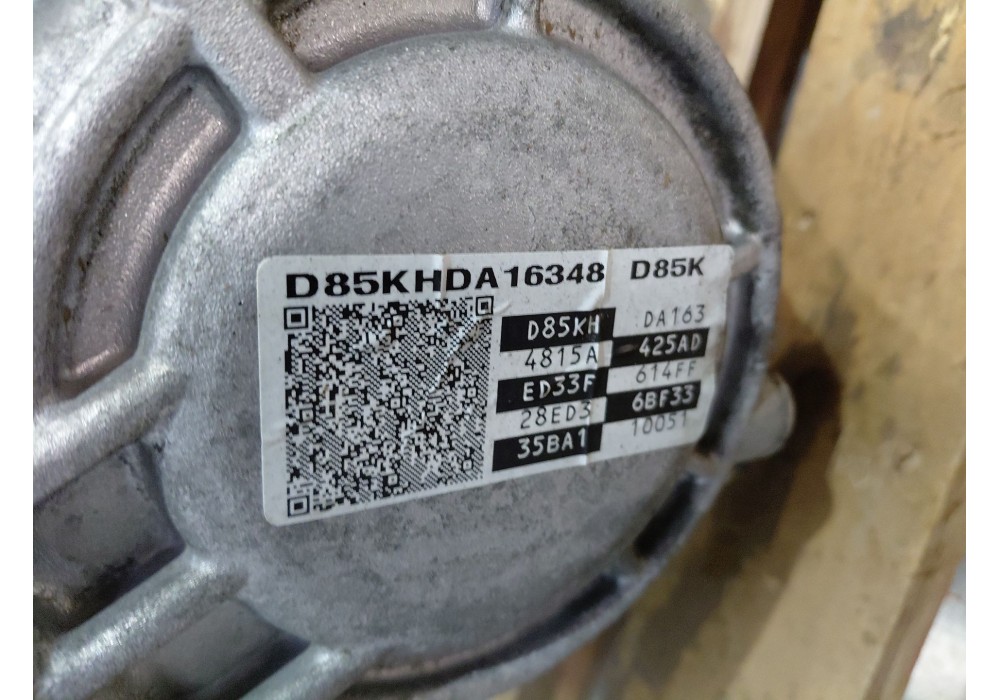 D85KHDA16348 D85K
D85KH DA163
4815A 425AD
ED33F 614FF
28ED3 6BF33
35BA1 10051